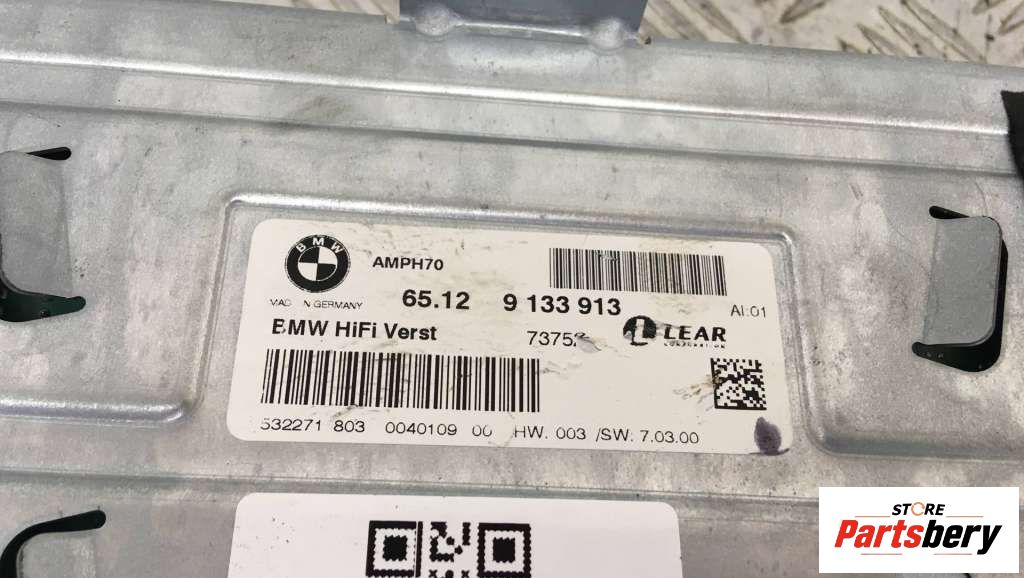 BMW
AMPH70
MADE IN GERMANY
65.12 9 133 913
AI:01
BMW HiFi Verst
LEAR
CORPORATION
532271 803 0040109 00 HW. 003 /SW: 7.03.00
STORE
Partsbery